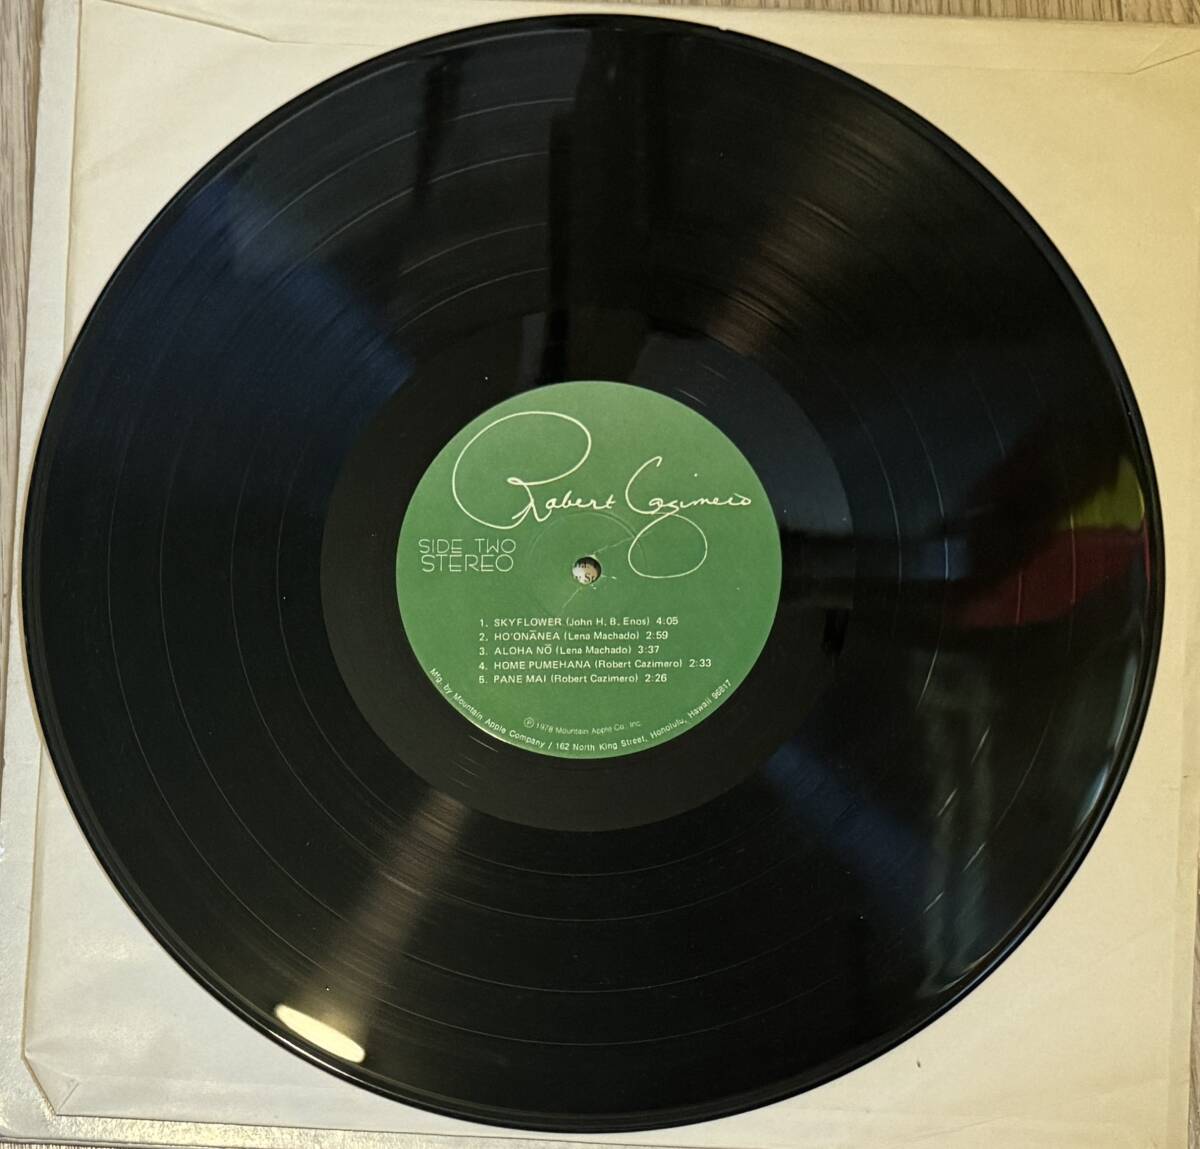 Robert Cazimero
SIDE TWO
STEREO
1. SKYFLOWER (John H. B. Enos) 4:05
2. HO'ONĀNEA (Lena Machado) 2:59
3. ALOHA NŌ (Lena Machado) 3:37
4. HOME PUMEHANA (Robert Cazimero) 2:33
5. PANE MAI (Robert Cazimero) 2:26
Ⓟ 1978 Mountain Apple Co., Inc.
Mfg. by Mountain Apple Company / 162 North King Street, Honolulu, Hawaii 96817